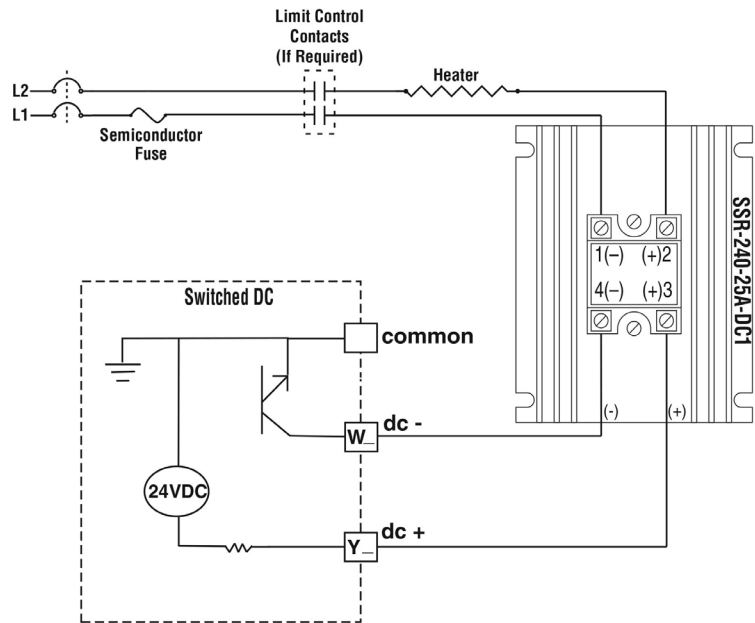 Limit Control
Contacts
(If Required)
L2
Heater
L1
Semiconductor
Fuse
SSR-240-25A-DC1
1(–) (+)2
4(–) (+)3
Switched DC
common
(-) (+)
dc -
W_
24VDC
dc +
Y_